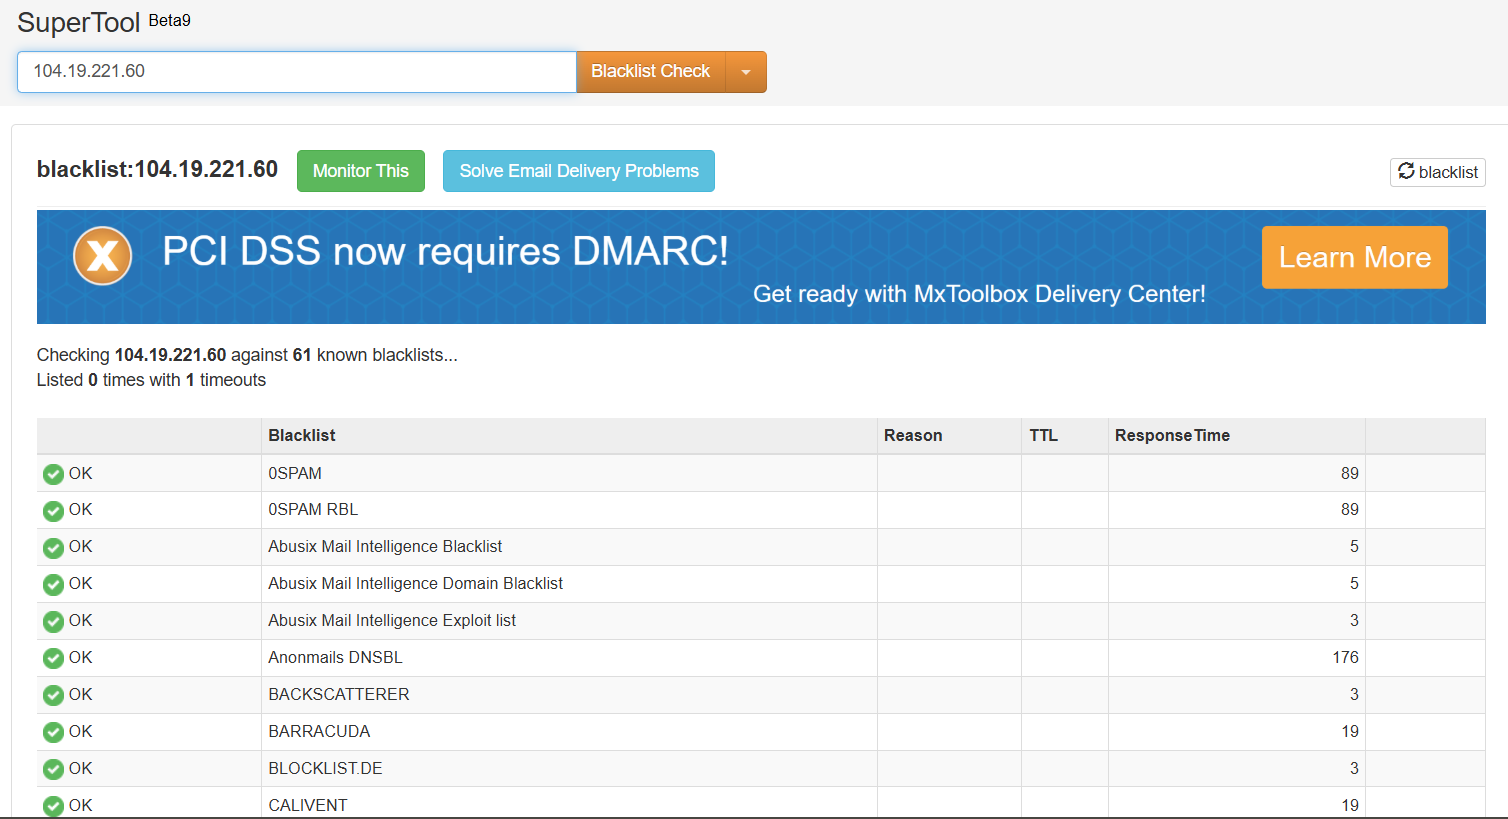 SuperTool Beta9
104.19.221.60 Blacklist Check
blacklist:104.19.221.60 Monitor This Solve Email Delivery Problems blacklist
X PCI DSS now requires DMARC! Learn More
Get ready with MxToolbox Delivery Center!
Checking 104.19.221.60 against 61 known blacklists...
Listed 0 times with 1 timeouts
Blacklist Reason TTL ResponseTime
OK 0SPAM 89
OK 0SPAM RBL 89
OK Abusix Mail Intelligence Blacklist 5
OK Abusix Mail Intelligence Domain Blacklist 5
OK Abusix Mail Intelligence Exploit list 3
OK Anonmails DNSBL 176
OK BACKSCATTERER 3
OK BARRACUDA 19
OK BLOCKLIST.DE 3
OK CALIVENT 19